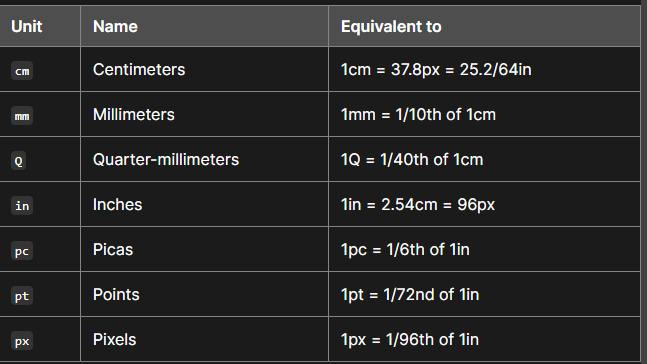 Unit Name Equivalent to
cm Centimeters 1cm = 37.8px = 25.2/64in
mm Millimeters 1mm = 1/10th of 1cm
Q Quarter-millimeters 1Q = 1/40th of 1cm
in Inches 1in = 2.54cm = 96px
pc Picas 1pc = 1/6th of 1in
pt Points 1pt = 1/72nd of 1in
px Pixels 1px = 1/96th of 1in